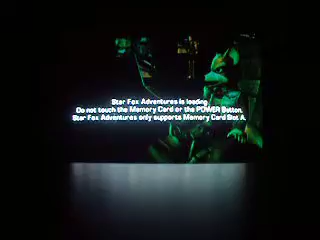 Star Fox Adventures is loading.
Do not touch the Memory Card or the POWER Button.
Star Fox Adventures only supports Memory Card Slot A.